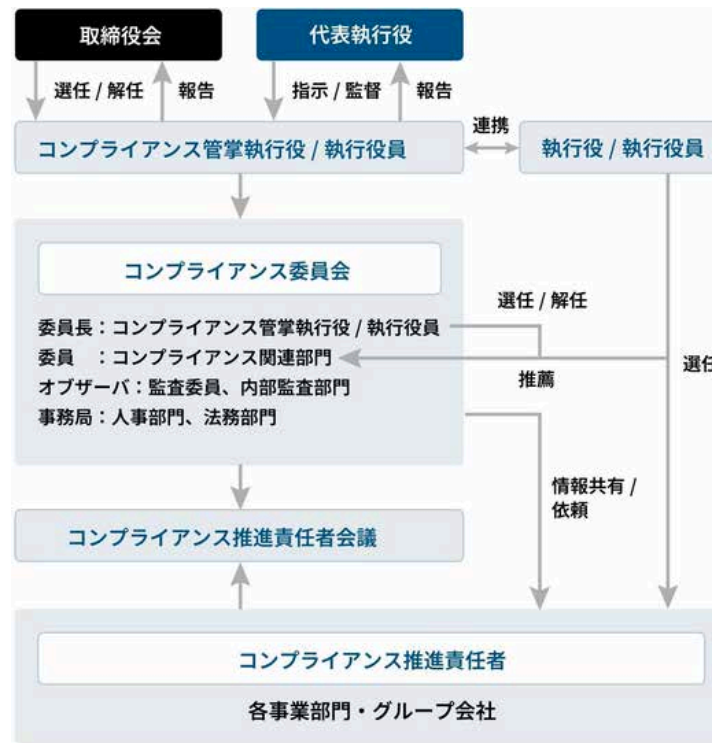 取締役会
代表執行役
選任 / 解任
報告
指示 / 監督
報告
コンプライアンス管掌執行役 / 執行役員
連携
執行役 / 執行役員
コンプライアンス委員会
委員長：コンプライアンス管掌執行役 / 執行役員
委員　：コンプライアンス関連部門
オブザーバ：監査委員、内部監査部門
事務局：人事部門、法務部門
選任 / 解任
推薦
選任
情報共有 /
依頼
コンプライアンス推進責任者会議
コンプライアンス推進責任者
各事業部門・グループ会社